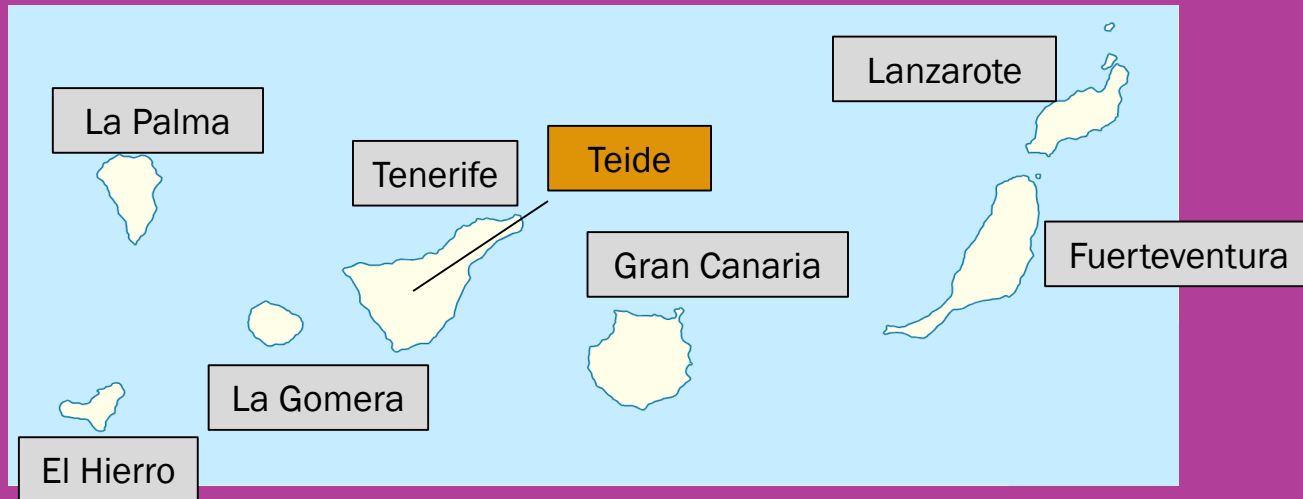 Lanzarote
La Palma
Teide
Tenerife
Gran Canaria
Fuerteventura
La Gomera
El Hierro